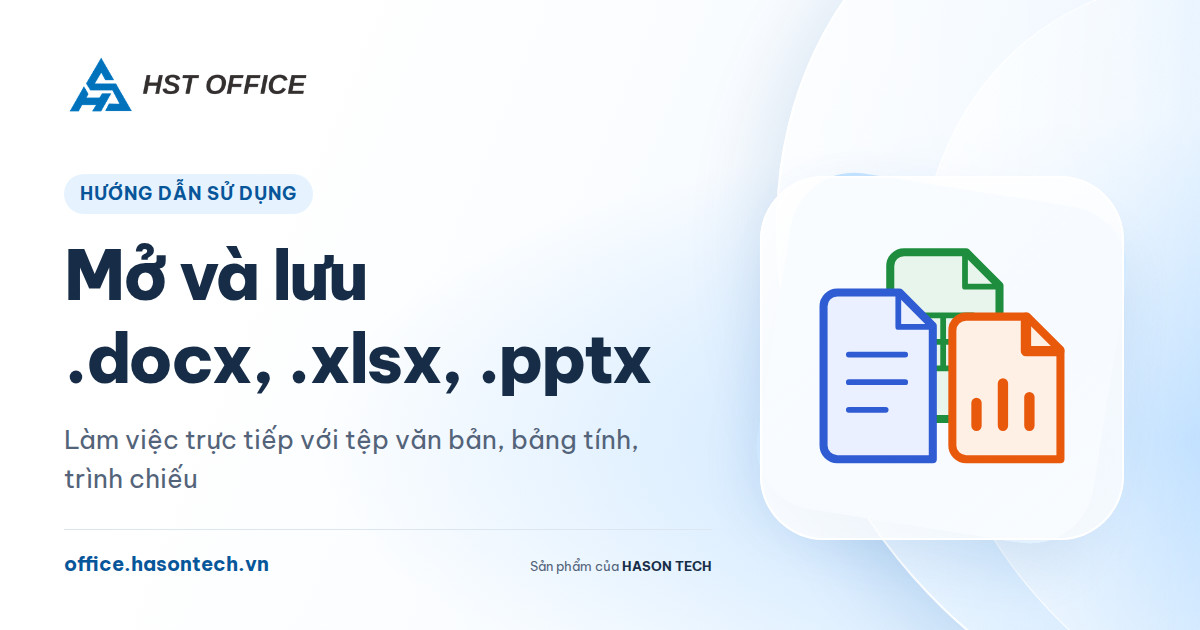 HST OFFICE
HƯỚNG DẪN SỬ DỤNG
Mở và lưu
.docx, .xlsx, .pptx
Làm việc trực tiếp với tệp văn bản, bảng tính,
trình chiếu
office.hasontech.vn
Sản phẩm của HASON TECH